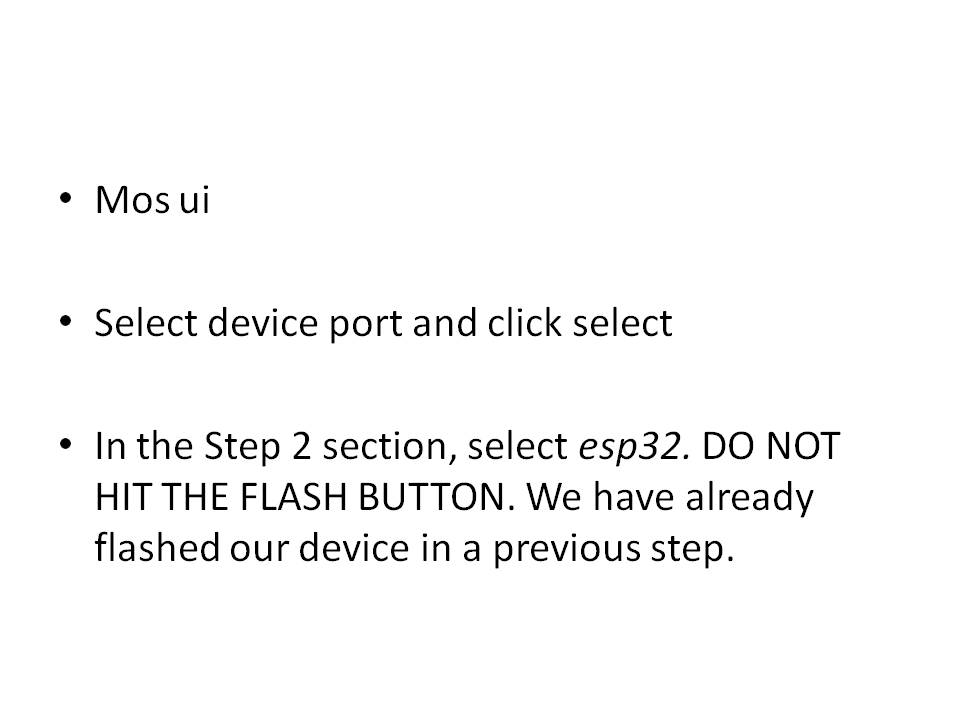 • Mos ui
• Select device port and click select
• In the Step 2 section, select esp32. DO NOT
HIT THE FLASH BUTTON. We have already
flashed our device in a previous step.